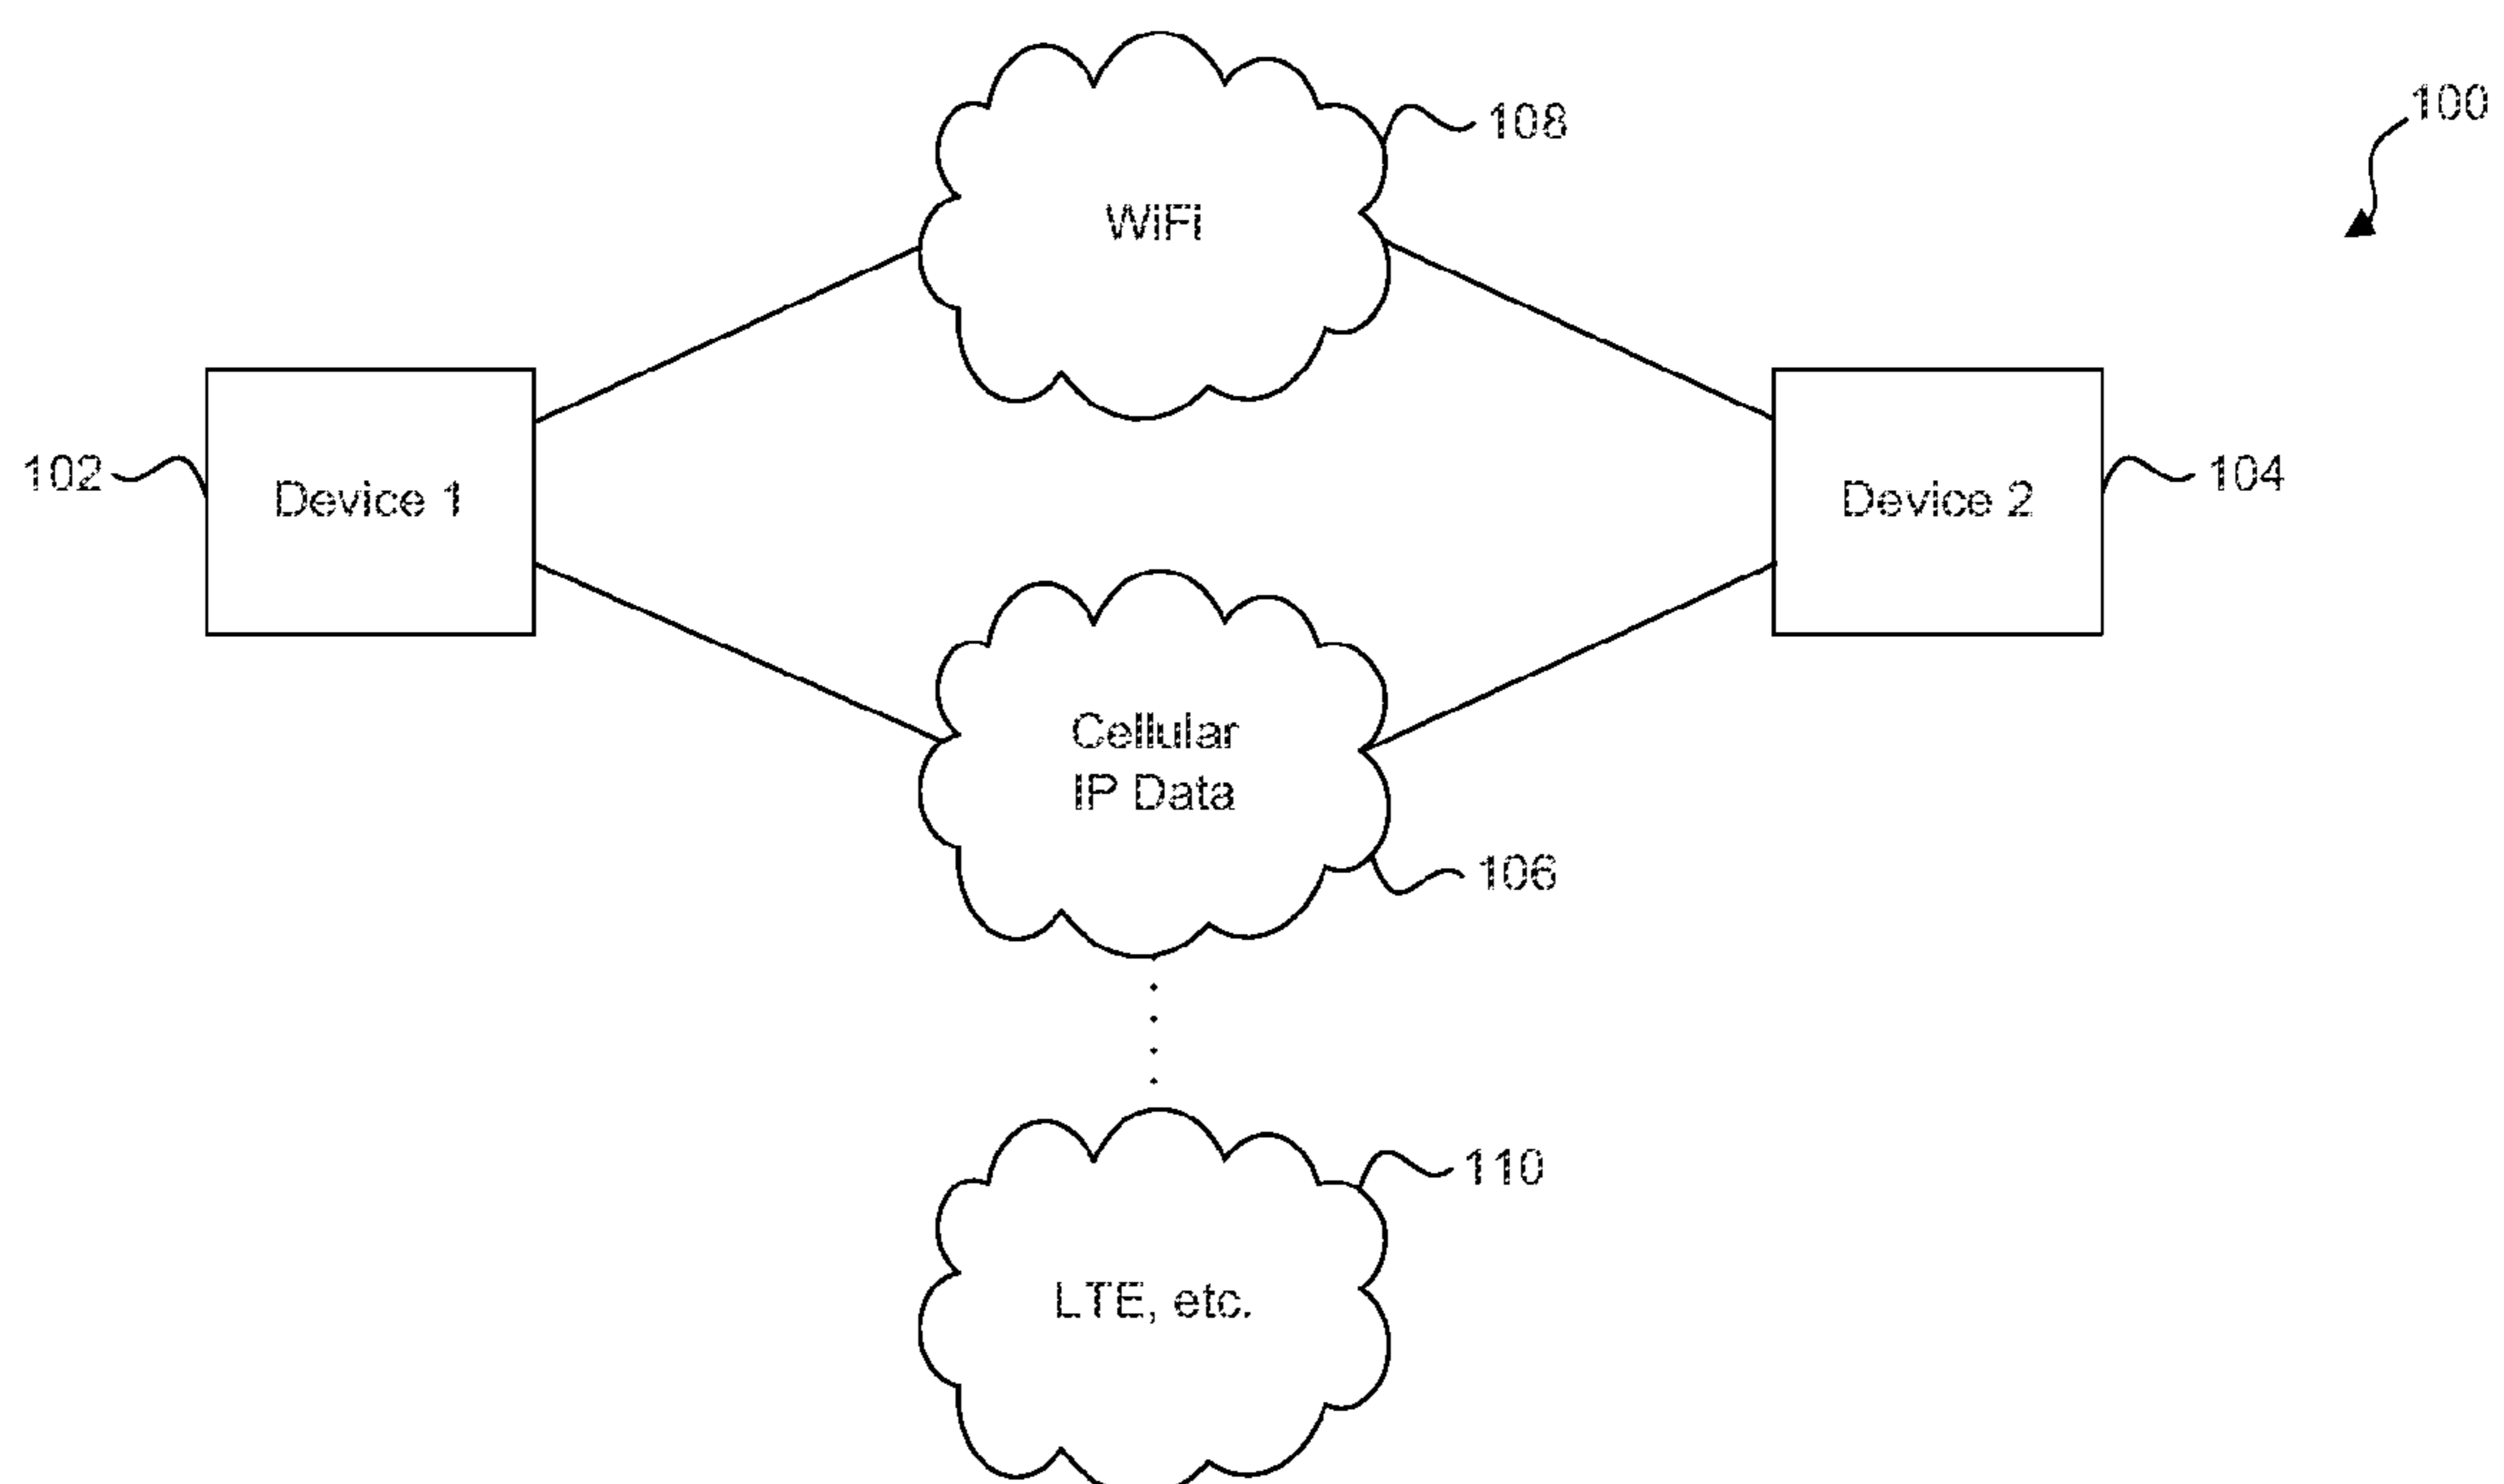 100
108
WiFi
102
Device 1
Device 2
104
Cellular
IP Data
106
110
LTE, etc.